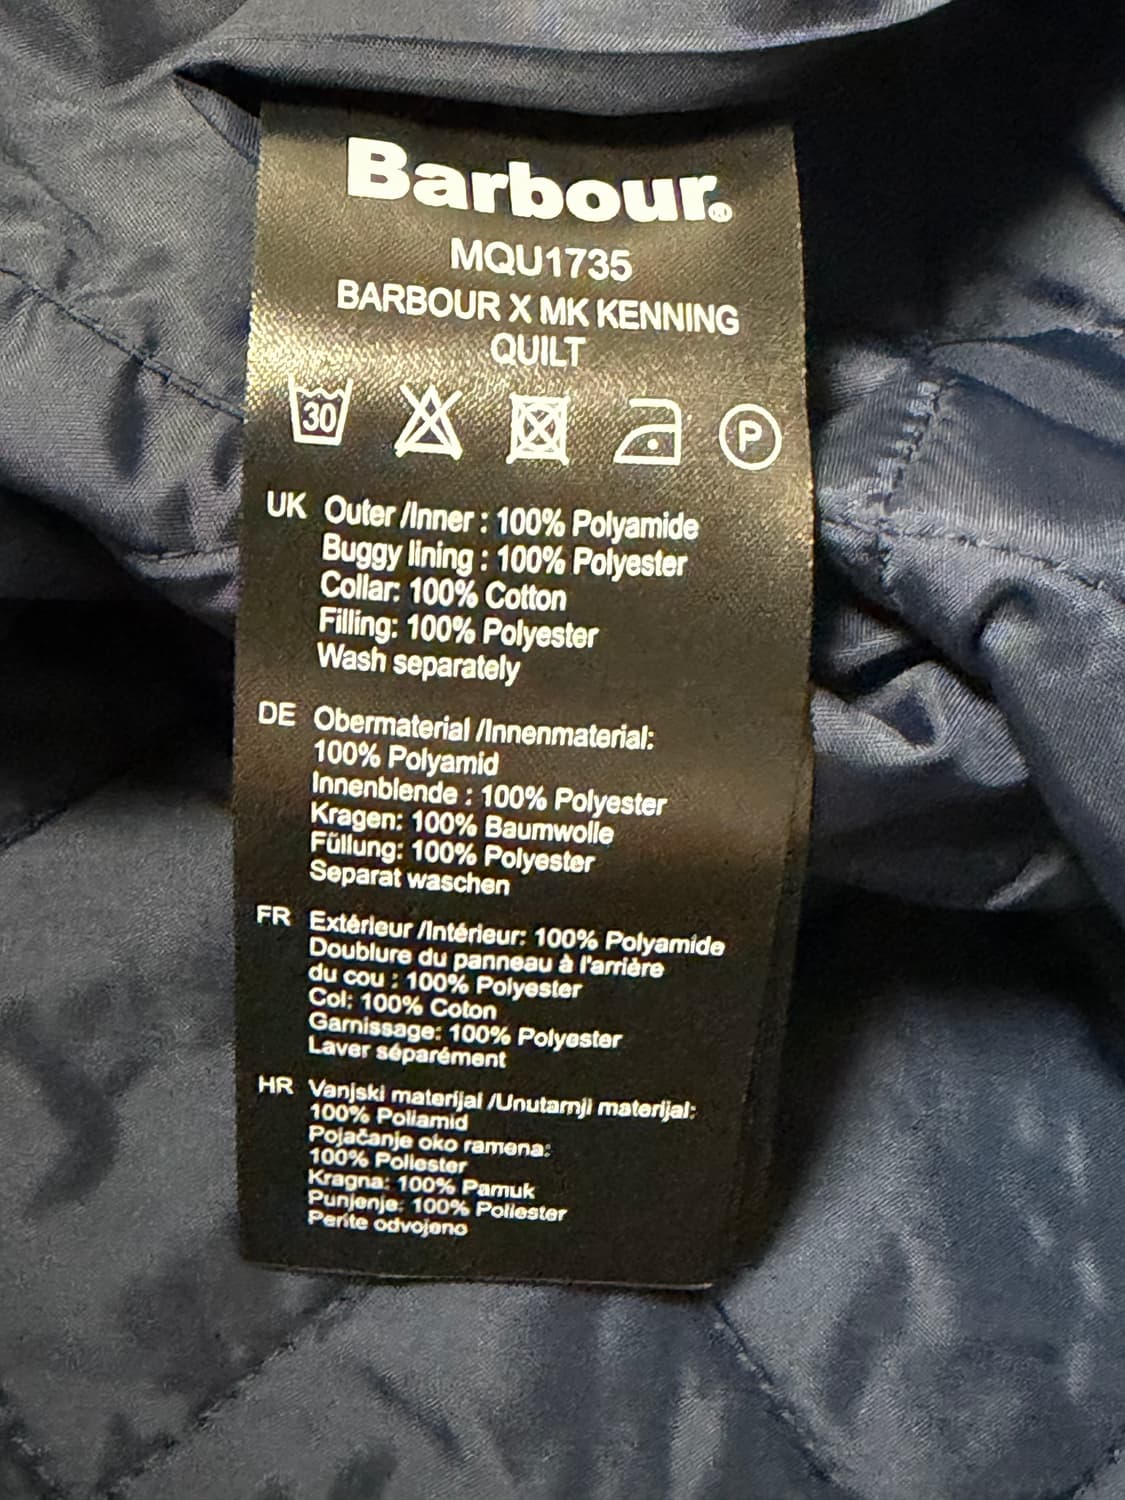 Barbour®
MQU1735
BARBOUR X MK KENNING
QUILT
30
P
UK Outer /Inner : 100% Polyamide
Buggy lining : 100% Polyester
Collar: 100% Cotton
Filling: 100% Polyester
Wash separately
DE Obermaterial /Innenmaterial:
100% Polyamid
Innenblende : 100% Polyester
Kragen: 100% Baumwolle
Füllung: 100% Polyester
Separat waschen
FR Extérieur /Intérieur: 100% Polyamide
Doublure du panneau à l'arrière
du cou : 100% Polyester
Col: 100% Coton
Garnissage: 100% Polyester
Laver séparément
HR Vanjski materijal /Unutarnji materijal:
100% Poliamid
Pojačanje oko ramena:
100% Poliester
Kragna: 100% Pamuk
Punjenje: 100% Poliester
Perite odvojeno